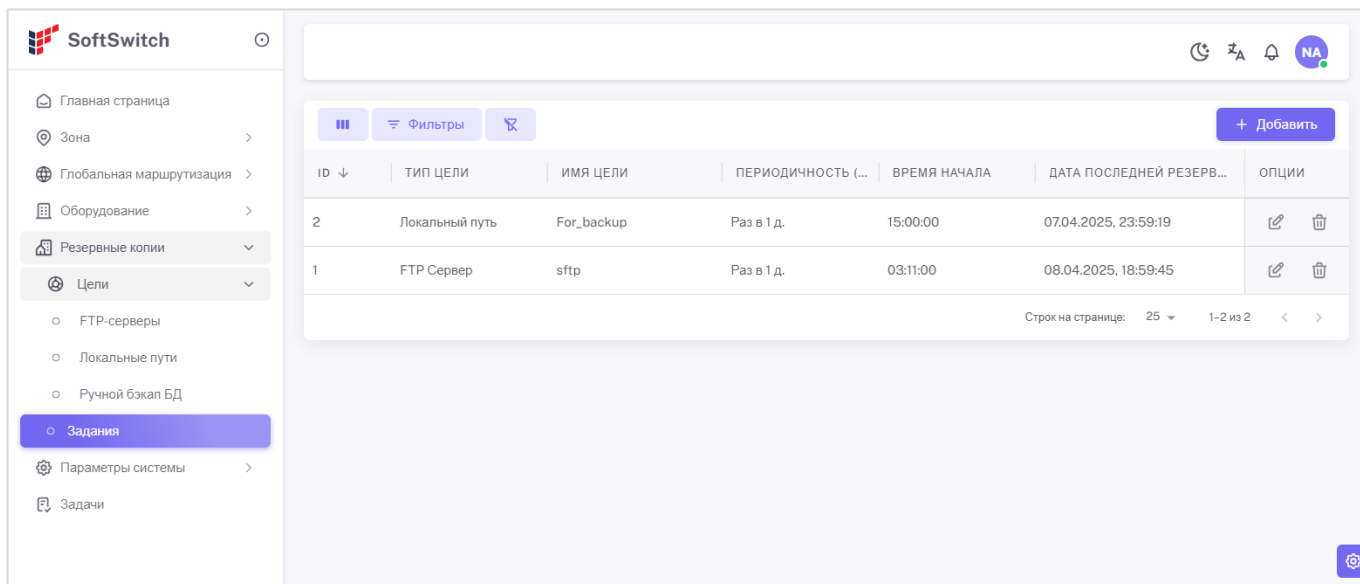 SoftSwitch
NA
Главная страница
Зона
Глобальная маршрутизация
Оборудование
Резервные копии
Цели
FTP-серверы
Локальные пути
Ручной бэкап БД
Задания
Параметры системы
Задачи
Фильтры
+ Добавить
ID ТИП ЦЕЛИ ИМЯ ЦЕЛИ ПЕРИОДИЧНОСТЬ (... ВРЕМЯ НАЧАЛА ДАТА ПОСЛЕДНЕЙ РЕЗЕРВ... ОПЦИИ
2 Локальный путь For_backup Раз в 1 д. 15:00:00 07.04.2025, 23:59:19
1 FTP Сервер sftp Раз в 1 д. 03:11:00 08.04.2025, 18:59:45
Строк на странице: 25 1–2 из 2